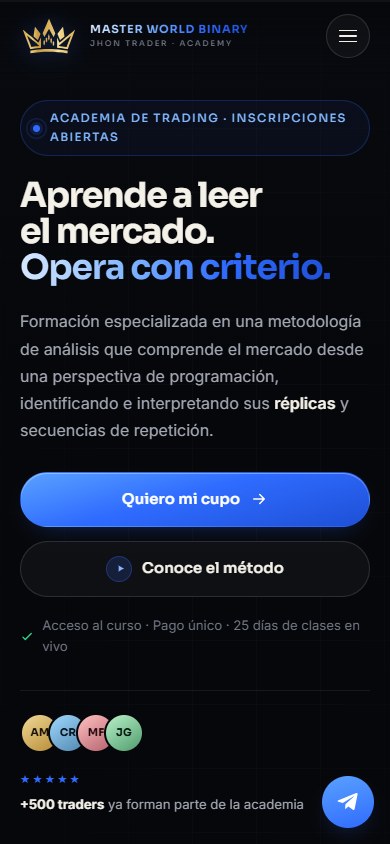 MASTER WORLD BINARY
JHON TRADER · ACADEMY
ACADEMIA DE TRADING · INSCRIPCIONES
ABIERTAS
Aprende a leer
el mercado.
Opera con criterio.
Formación especializada en una metodología
de análisis que comprende el mercado desde
una perspectiva de programación,
identificando e interpretando sus réplicas y
secuencias de repetición.
Quiero mi cupo →
Conoce el método
Acceso al curso · Pago único · 25 días de clases en
vivo
AM CR MF JG
★★★★★
+500 traders ya forman parte de la academia